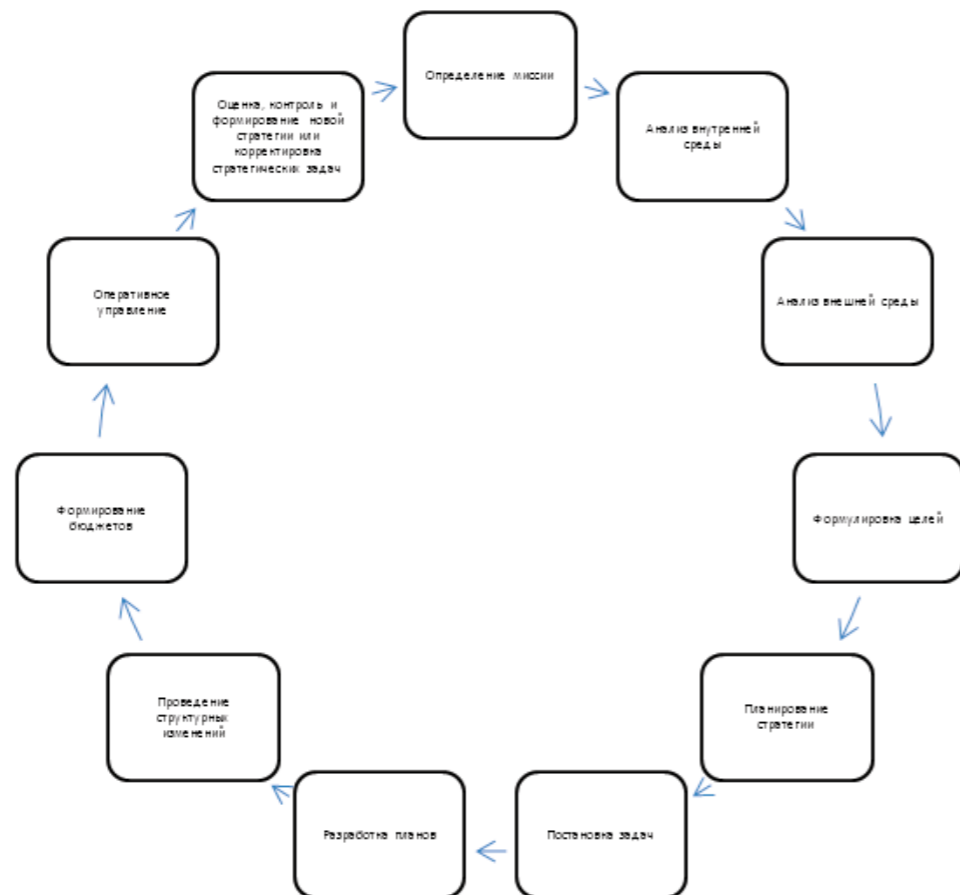 Определение миссии
Анализ внутренней
среды
Анализ внешней среды
Формулировка целей
Планирование
стратегии
Постановка задач
Разработка планов
Проведение
структурных
изменений
Формирование
бюджетов
Оперативное
управление
Оценка, контроль и
формирование новой
стратегии или
корректировка
стратегических задач